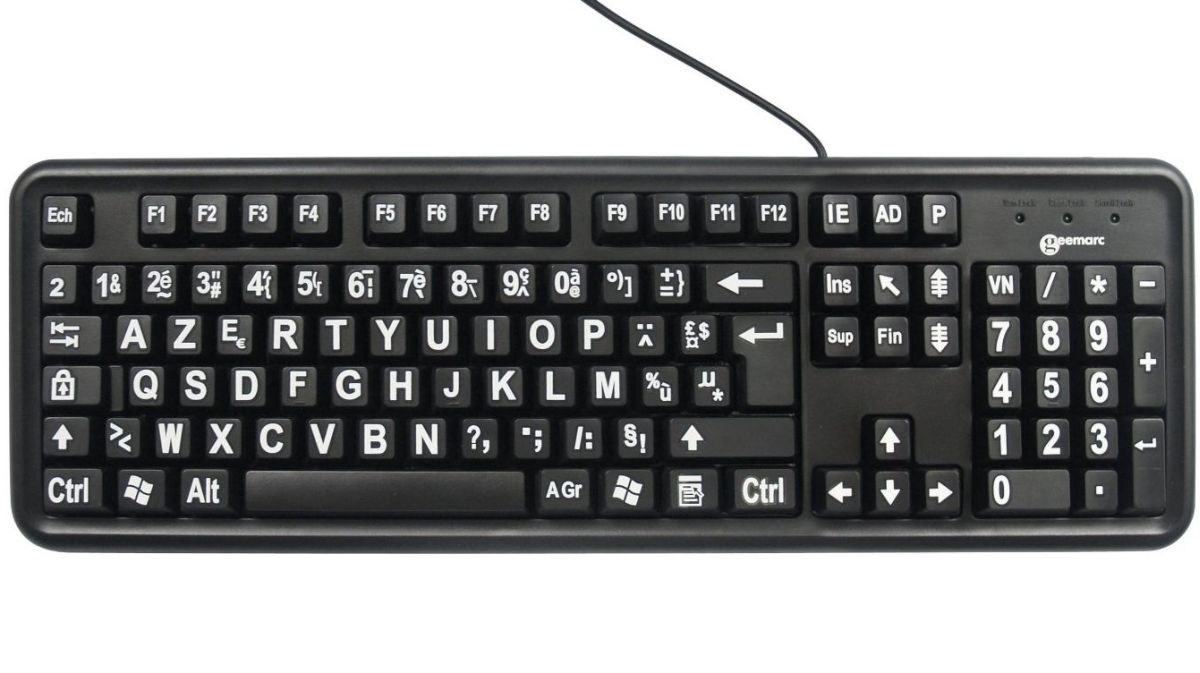 Ech F1 F2 F3 F4 F5 F6 F7 F8 F9 F10 F11 F12 IE AD P
geemarc
2 1& 2é~ 3"# 4'{ 5([ 6-| 7è` 8_\ 9ç^ 0à@ °)] +=} Ins VN / * -
A Z E€ R T Y U I O P ¨^ £$¤ Sup Fin 7 8 9 +
Q S D F G H J K L M %ù µ* 4 5 6
>< W X C V B N ?, .; /: §! 1 2 3
Ctrl Alt AGr Ctrl 0 .